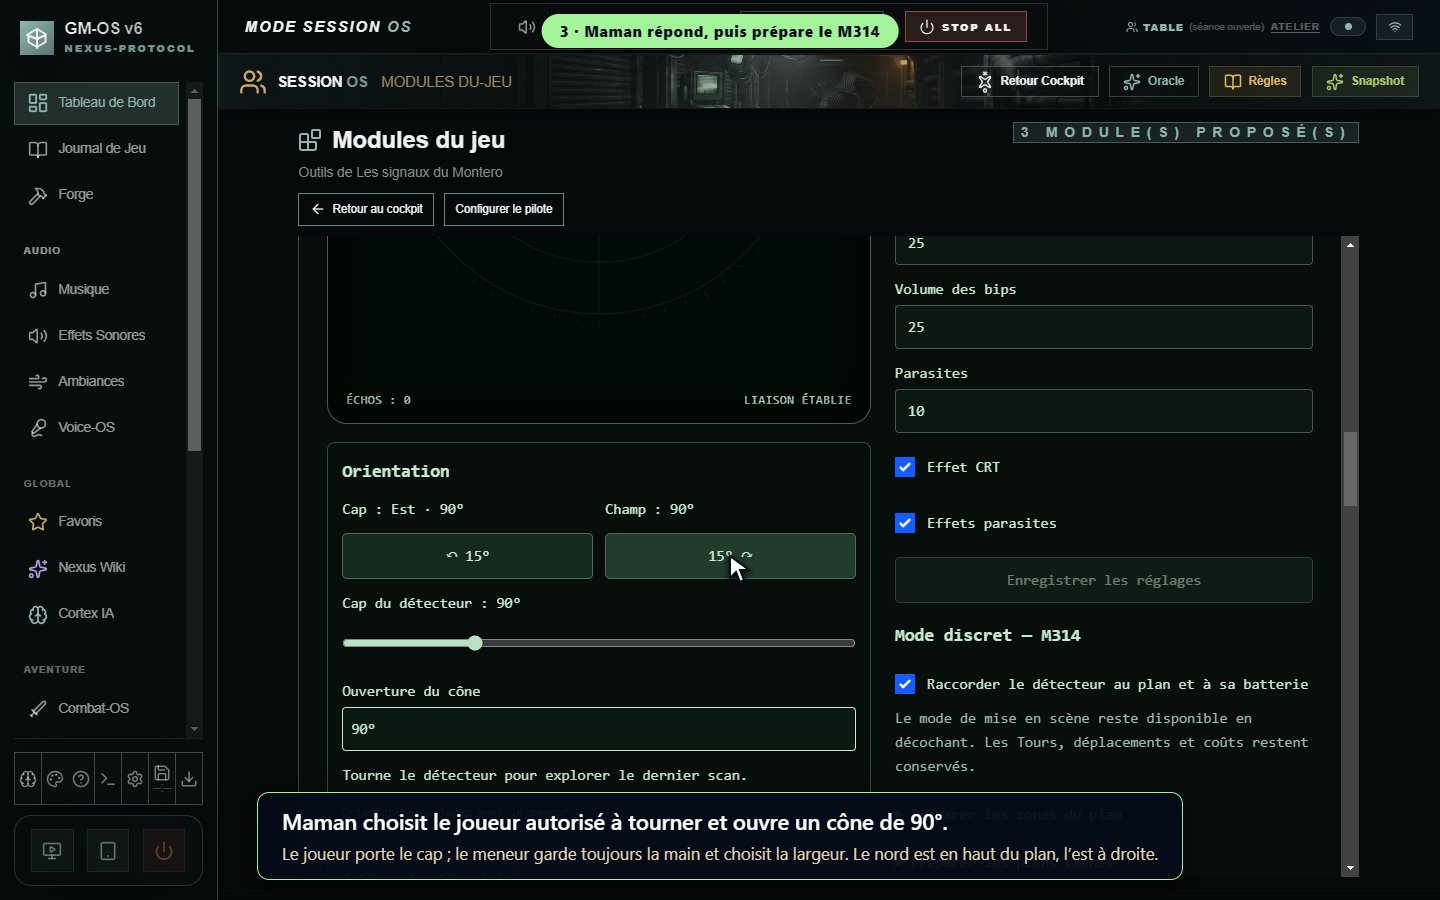 GM-OS v6
NEXUS-PROTOCOL
MODE SESSION OS
3 · Maman répond, puis prépare le M314
STOP ALL
TABLE (séance ouverte) ATELIER
SESSION OS MODULES DU-JEU
Retour Cockpit
Oracle
Règles
Snapshot
Tableau de Bord
Journal de Jeu
Forge
AUDIO
Musique
Effets Sonores
Ambiances
Voice-OS
GLOBAL
Favoris
Nexus Wiki
Cortex IA
AVENTURE
Combat-OS
Modules du jeu
3 MODULE(S) PROPOSÉ(S)
Outils de Les signaux du Montero
Retour au cockpit
Configurer le pilote
ÉCHOS : 0
LIAISON ÉTABLIE
Orientation
Cap : Est · 90°
Champ : 90°
↶ 15°
15° ↷
Cap du détecteur : 90°
Ouverture du cône
90°
Tourne le détecteur pour explorer le dernier scan.
25
Volume des bips
25
Parasites
10
Effet CRT
Effets parasites
Enregistrer les réglages
Mode discret — M314
Raccorder le détecteur au plan et à sa batterie
Le mode de mise en scène reste disponible en
décochant. Les Tours, déplacements et coûts restent
conservés.
Maman choisit le joueur autorisé à tourner et ouvre un cône de 90°.
Le joueur porte le cap ; le meneur garde toujours la main et choisit la largeur. Le nord est en haut du plan, l’est à droite.